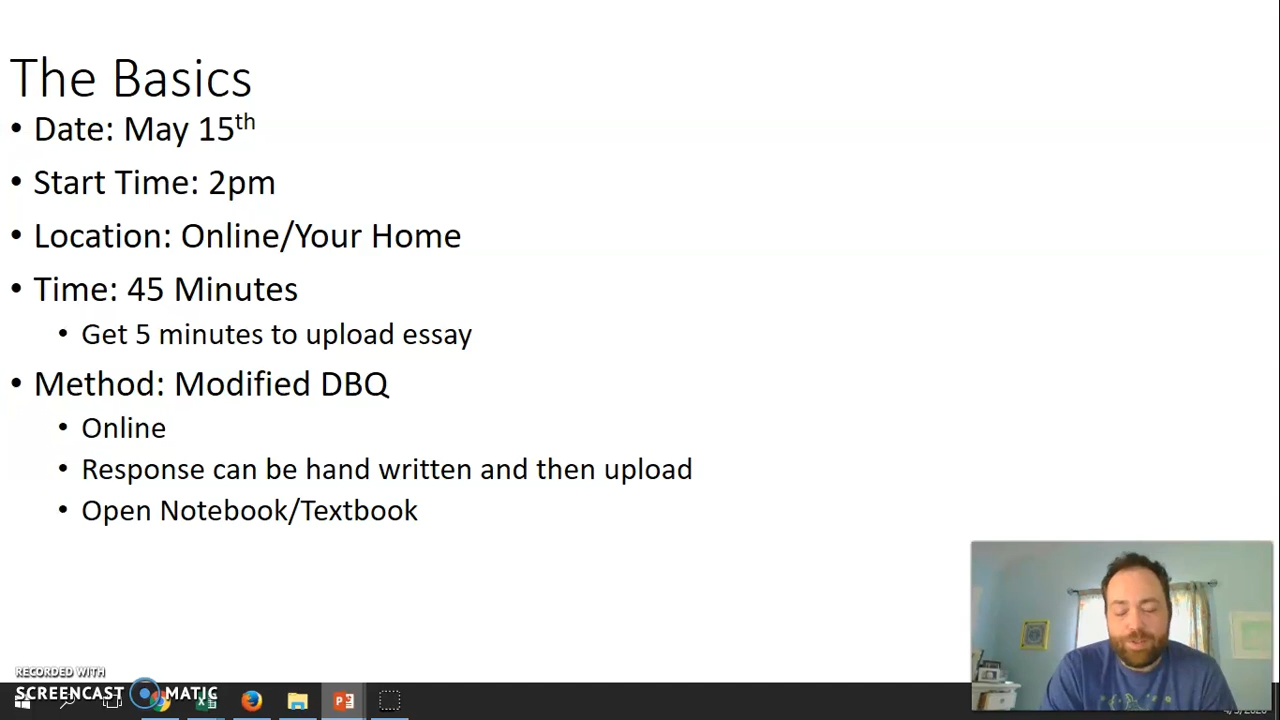 The Basics
• Date: May 15th
• Start Time: 2pm
• Location: Online/Your Home
• Time: 45 Minutes
• Get 5 minutes to upload essay
• Method: Modified DBQ
• Online
• Response can be hand written and then upload
• Open Notebook/Textbook
RECORDED WITH
SCREENCAST MATIC